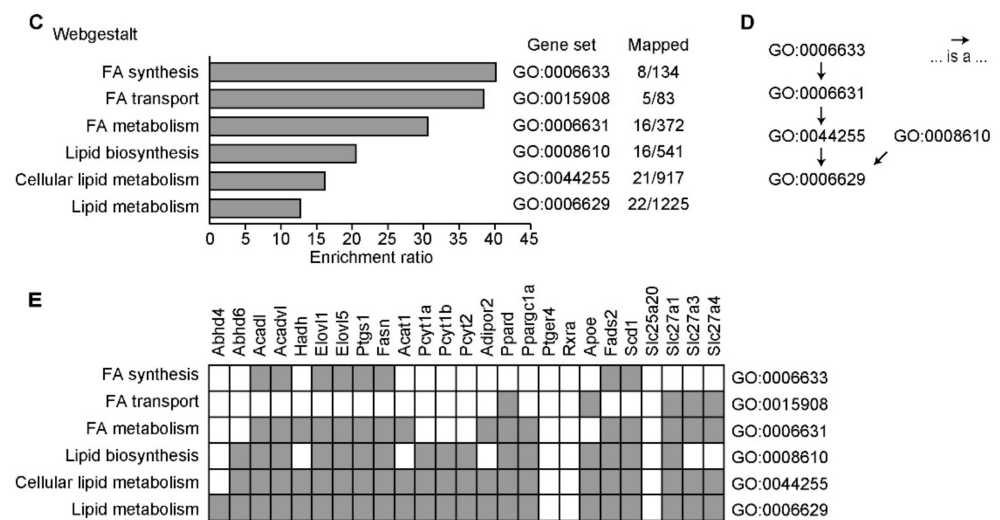 C
Webgestalt
Gene set Mapped
FA synthesis GO:0006633 8/134
FA transport GO:0015908 5/83
FA metabolism GO:0006631 16/372
Lipid biosynthesis GO:0008610 16/541
Cellular lipid metabolism GO:0044255 21/917
Lipid metabolism GO:0006629 22/1225
0 5 10 15 20 25 30 35 40 45
Enrichment ratio
D
GO:0006633
... is a ...
GO:0006631
GO:0044255 GO:0008610
GO:0006629
E
Abhd4
Abhd6
Acadl
Acadvl
Hadh
Elovl1
Elovl5
Ptgs1
Fasn
Acat1
Pcyt1a
Pcyt1b
Pcyt2
Adipor2
Ppard
Ppargc1a
Ptger4
Rxra
Apoe
Fads2
Scd1
Slc25a20
Slc27a1
Slc27a3
Slc27a4
FA synthesis GO:0006633
FA transport GO:0015908
FA metabolism GO:0006631
Lipid biosynthesis GO:0008610
Cellular lipid metabolism GO:0044255
Lipid metabolism GO:0006629